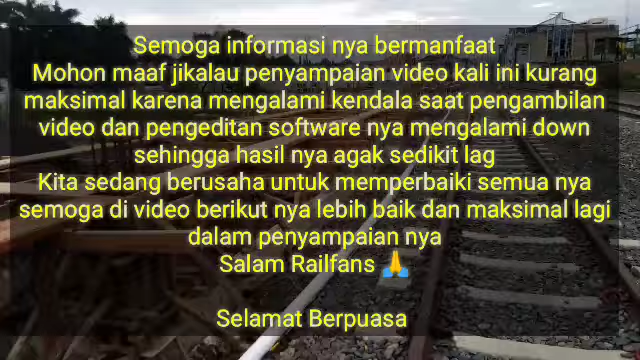 Semoga informasi nya bermanfaat
Mohon maaf jikalau penyampaian video kali ini kurang
maksimal karena mengalami kendala saat pengambilan
video dan pengeditan software nya mengalami down
sehingga hasil nya agak sedikit lag
Kita sedang berusaha untuk memperbaiki semua nya
semoga di video berikut nya lebih baik dan maksimal lagi
dalam penyampaian nya
Salam Railfans 🙏
Selamat Berpuasa